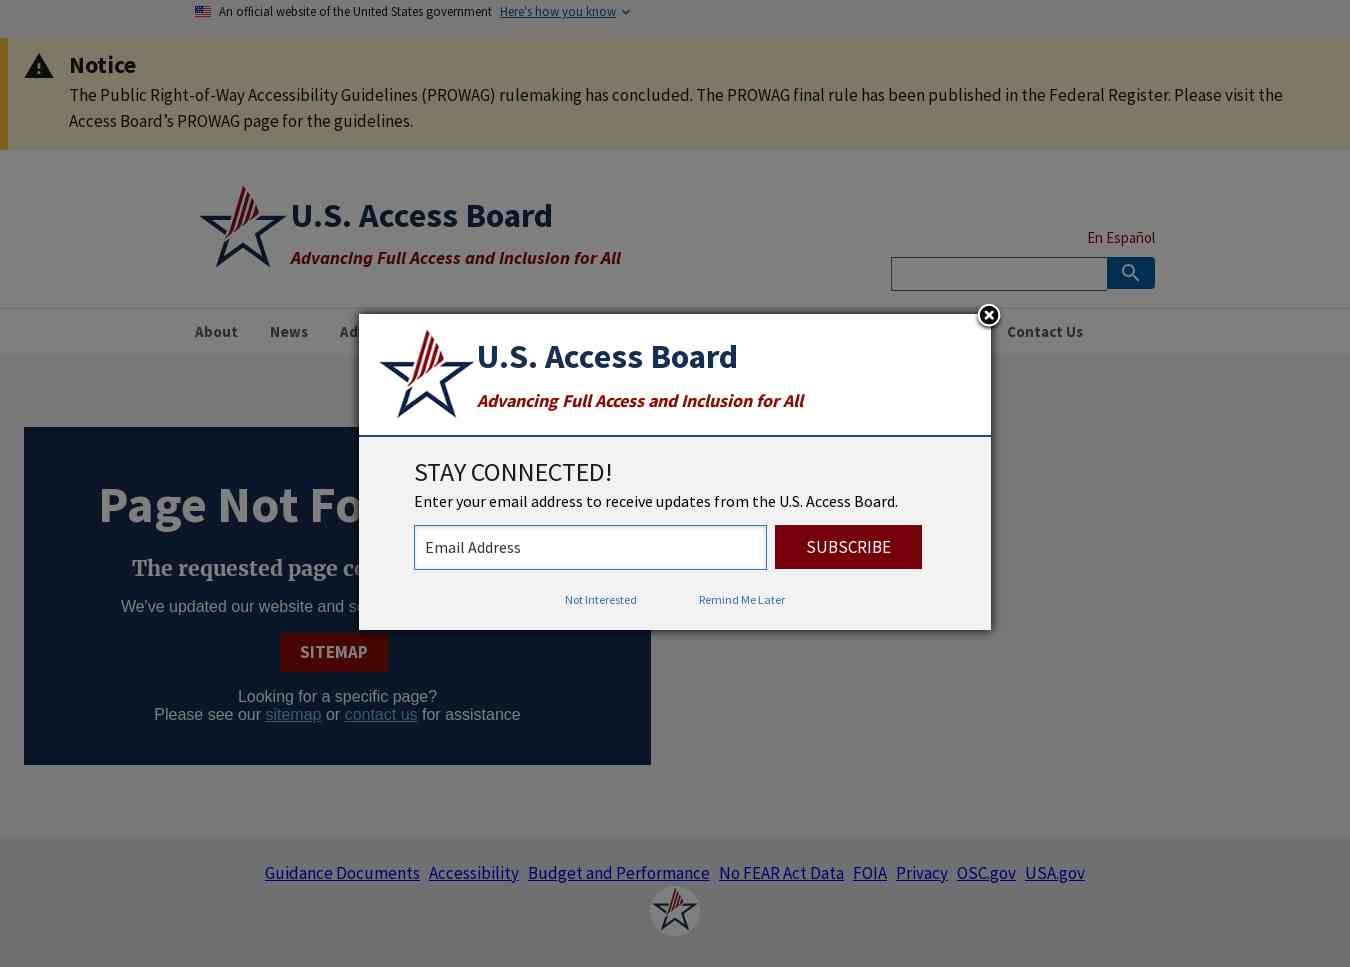 An official website of the United States government Here's how you know
Notice
The Public Right-of-Way Accessibility Guidelines (PROWAG) rulemaking has concluded. The PROWAG final rule has been published in the Federal Register. Please visit the
Access Board's PROWAG page for the guidelines.
U.S. Access Board
Advancing Full Access and Inclusion for All
En Español
About News Contact Us
U.S. Access Board
Advancing Full Access and Inclusion for All
STAY CONNECTED!
Enter your email address to receive updates from the U.S. Access Board.
Email Address SUBSCRIBE
Not Interested Remind Me Later
Page Not
The requested page
We've updated our website and
SITEMAP
Looking for a specific page?
Please see our sitemap or contact us for assistance
Guidance Documents Accessibility Budget and Performance No FEAR Act Data FOIA Privacy OSC.gov USA.gov